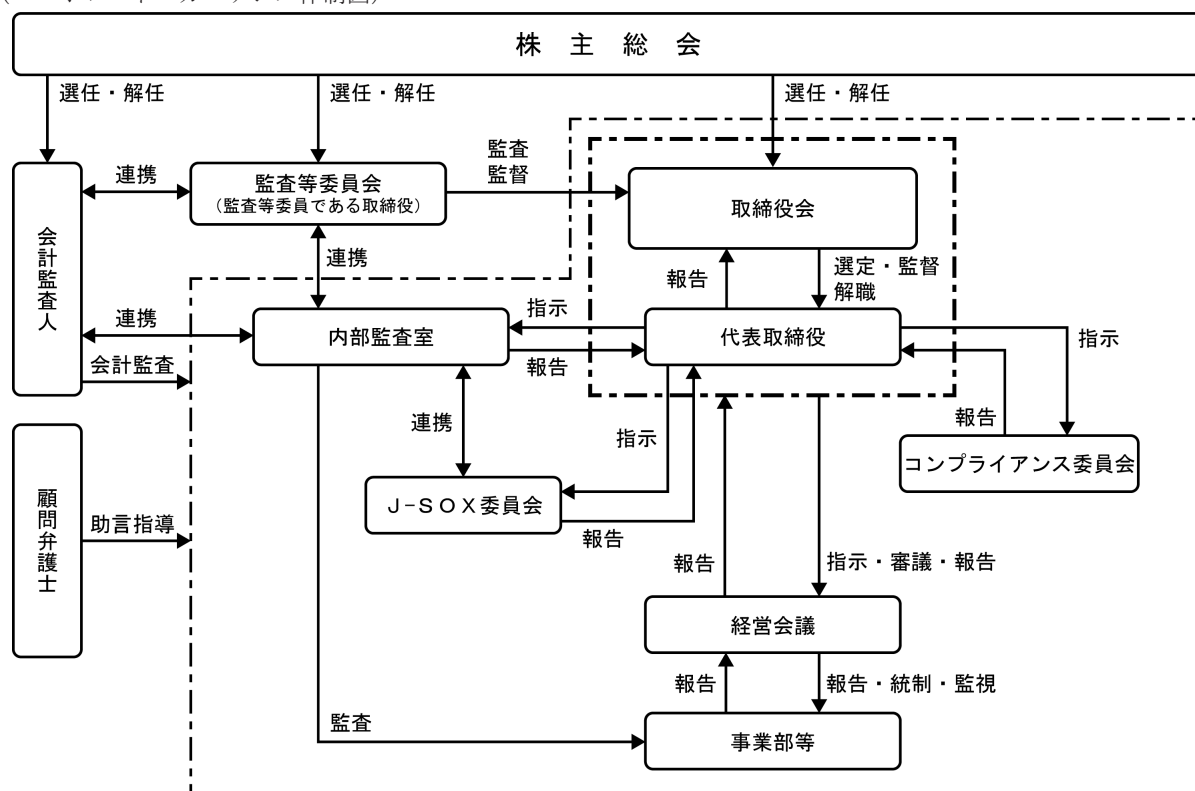 株主総会
選任・解任
選任・解任
選任・解任
監査
監督
連携
監査等委員会
（監査等委員である取締役）
取締役会
会計監査人
連携
報告
選定・監督
解職
指示
連携
内部監査室
代表取締役
指示
会計監査
報告
連携
指示
報告
コンプライアンス委員会
顧問弁護士
助言指導
J-SOX委員会
報告
報告
指示・審議・報告
経営会議
報告
報告・統制・監視
監査
事業部等